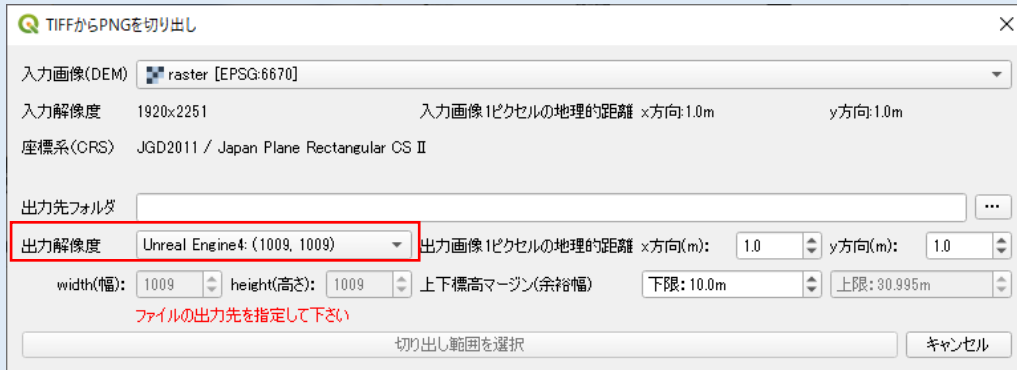 TIFFからPNGを切り出し
入力画像(DEM) raster [EPSG:6670]
入力解像度 1920x2251 入力画像1ピクセルの地理的距離 x方向:1.0m y方向:1.0m
座標系(CRS) JGD2011 / Japan Plane Rectangular CS II
出力先フォルダ ...
出力解像度 Unreal Engine4: (1009, 1009) 出力画像1ピクセルの地理的距離 x方向(m): 1.0 y方向(m): 1.0
width(幅): 1009 height(高さ): 1009 上下標高マージン(余裕幅) 下限: 10.0m 上限: 30.995m
ファイルの出力先を指定して下さい
切り出し範囲を選択 キャンセル